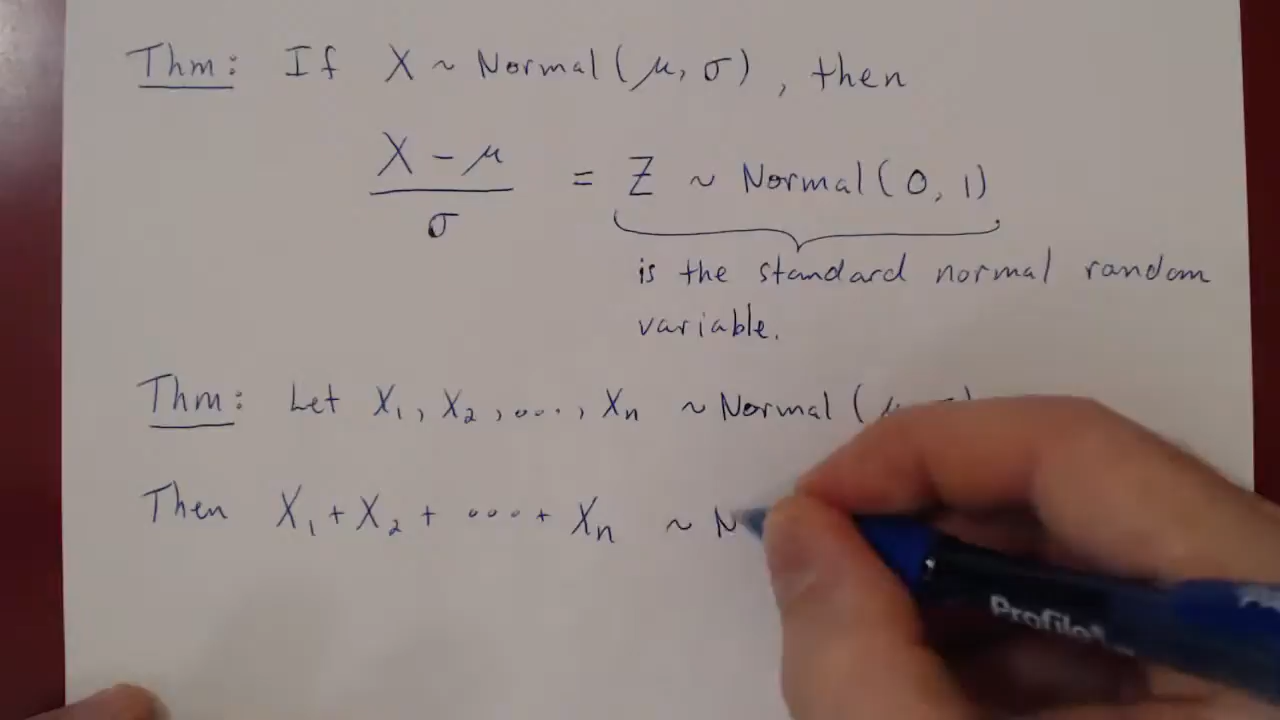 Thm: If X ~ Normal(μ, σ), then
X - μ
σ
= Z ~ Normal(0, 1)
is the standard normal random
variable.
Thm: Let X₁, X₂, ...., Xₙ ~ Normal (
Then X₁ + X₂ + .... + Xₙ ~ N